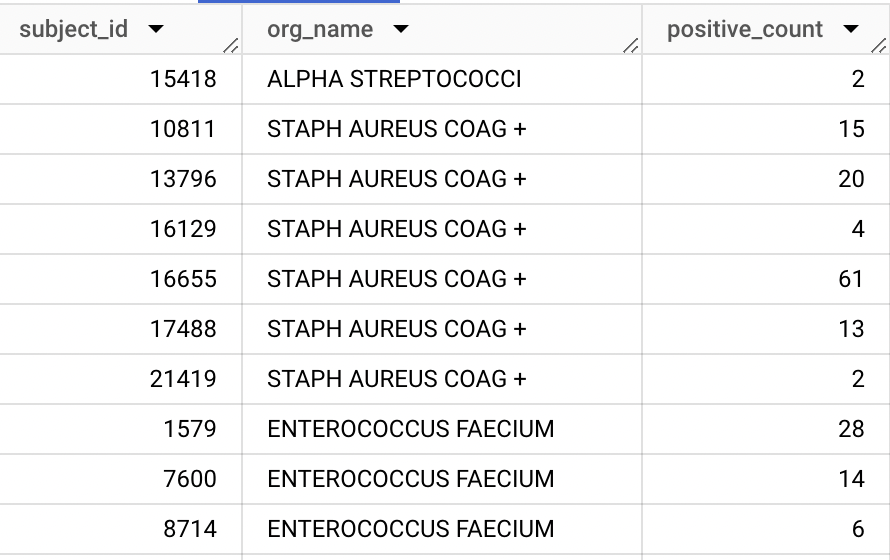 subject_id org_name positive_count
15418 ALPHA STREPTOCOCCI 2
10811 STAPH AUREUS COAG + 15
13796 STAPH AUREUS COAG + 20
16129 STAPH AUREUS COAG + 4
16655 STAPH AUREUS COAG + 61
17488 STAPH AUREUS COAG + 13
21419 STAPH AUREUS COAG + 2
1579 ENTEROCOCCUS FAECIUM 28
7600 ENTEROCOCCUS FAECIUM 14
8714 ENTEROCOCCUS FAECIUM 6